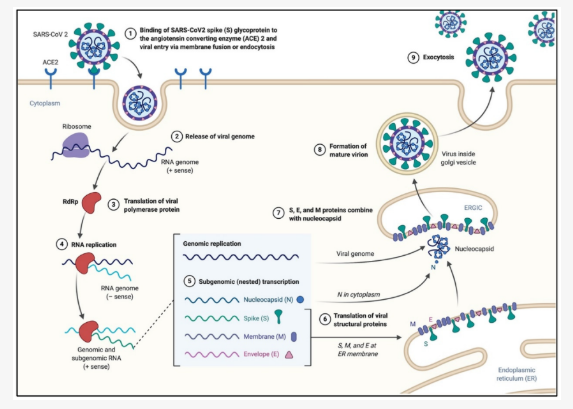 SARS-CoV 2
1 Binding of SARS-CoV2 spike (S) glycoprotein to
the angiotensin converting enzyme (ACE) 2 and
viral entry via membrane fusion or endocytosis
ACE2
Cytoplasm
Ribosome
2 Release of viral genome
RNA genome
(+ sense)
RdRp
3 Translation of viral
polymerase protein
4 RNA replication
RNA genome
(− sense)
Genomic and
subgenomic RNA
(+ sense)
Genomic replication
5 Subgenomic (nested) transcription
Nucleocapsid (N)
Spike (S)
Membrane (M)
Envelope (E)
6 Translation of viral
structural proteins
S, M, and E at
ER membrane
Viral genome
N in cytoplasm
7 S, E, and M proteins combine
with nucleocapsid
Nucleocapsid
N
ERGIC
M
E
S
Endoplasmic
reticulum (ER)
8 Formation of
mature virion
Virus inside
golgi vesicle
9 Exocytosis